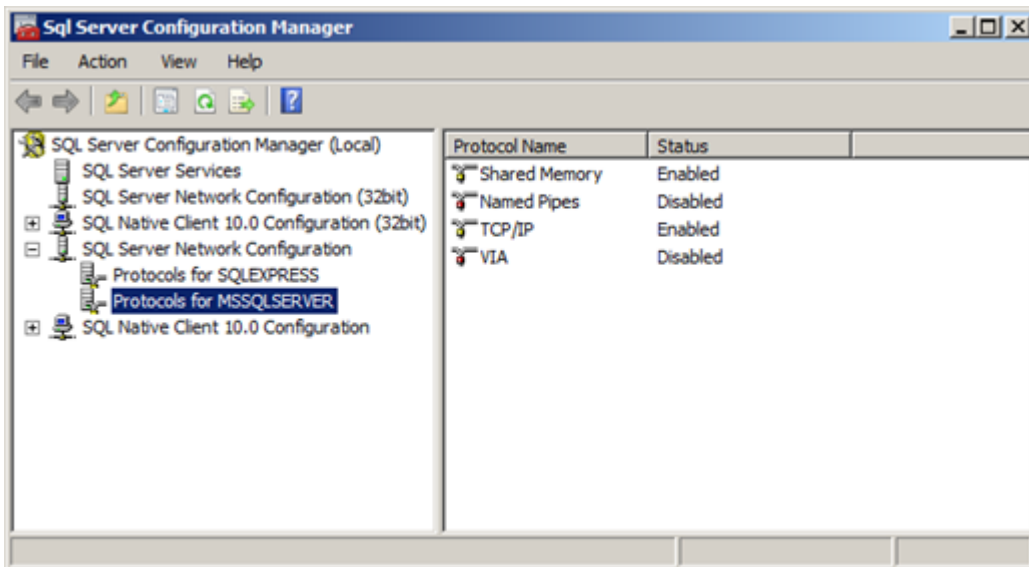 Sql Server Configuration Manager
File Action View Help
SQL Server Configuration Manager (Local)
SQL Server Services
SQL Server Network Configuration (32bit)
SQL Native Client 10.0 Configuration (32bit)
SQL Server Network Configuration
Protocols for SQLEXPRESS
Protocols for MSSQLSERVER
SQL Native Client 10.0 Configuration
Protocol Name Status
Shared Memory Enabled
Named Pipes Disabled
TCP/IP Enabled
VIA Disabled